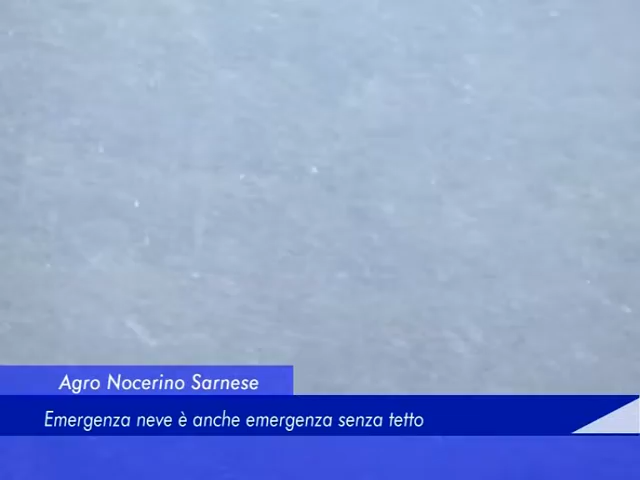 Agro Nocerino Sarnese
Emergenza neve è anche emergenza senza tetto